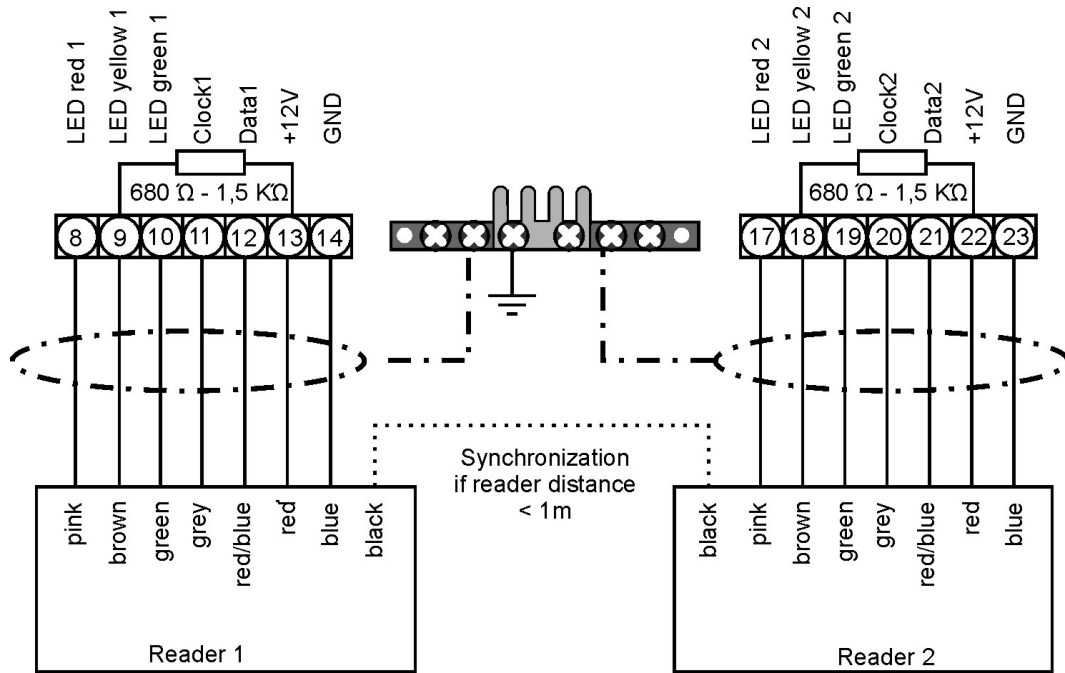 LED red 1
LED yellow 1
LED green 1
Clock1
Data1
+12V
GND
680 Ώ - 1,5 KΏ
8
9
10
11
12
13
14
LED red 2
LED yellow 2
LED green 2
Clock2
Data2
+12V
GND
680 Ώ - 1,5 KΏ
17
18
19
20
21
22
23
Synchronization
if reader distance
< 1m
pink
brown
green
grey
red/blue
red
blue
black
Reader 1
black
pink
brown
green
grey
red/blue
red
blue
Reader 2